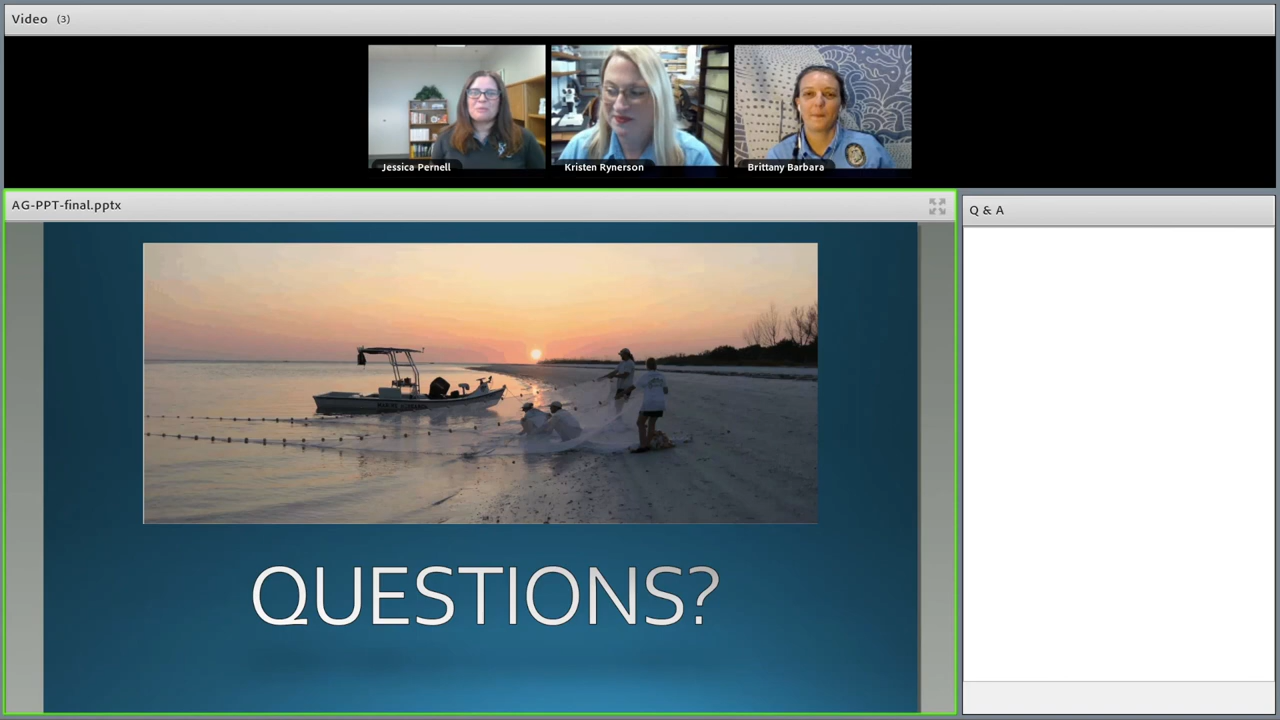 Video (3)
Jessica Pernell
Kristen Rynerson
Brittany Barbara
AG-PPT-final.pptx
Q & A
QUESTIONS?